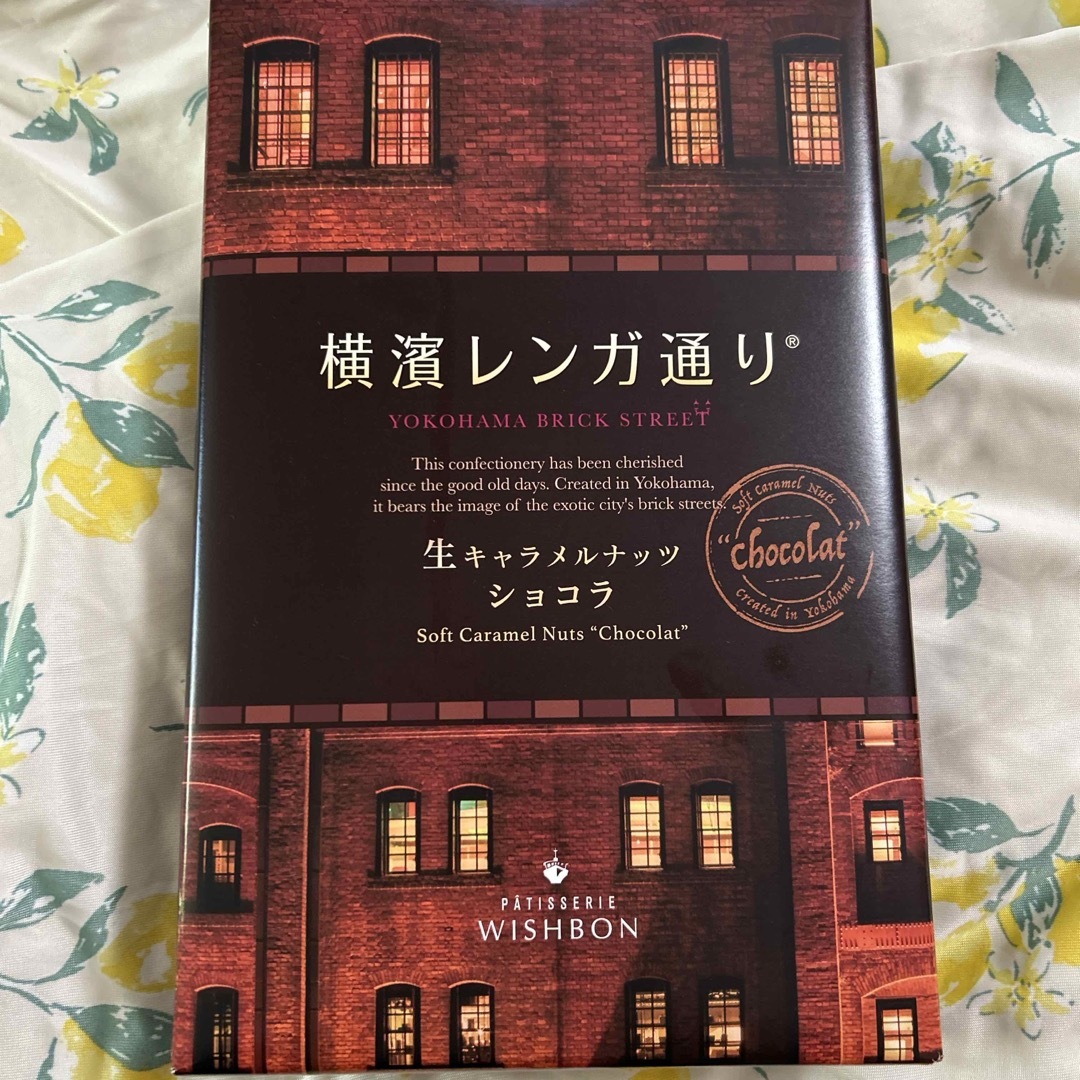 横濱レンガ通り®
YOKOHAMA BRICK STREET
This confectionery has been cherished
since the good old days. Created in Yokohama,
it bears the image of the exotic city's brick streets.
生キャラメルナッツ
ショコラ
Soft Caramel Nuts “Chocolat”
Soft Caramel Nuts
“Chocolat”
Created in Yokohama
PÂTISSERIE
WISHBON